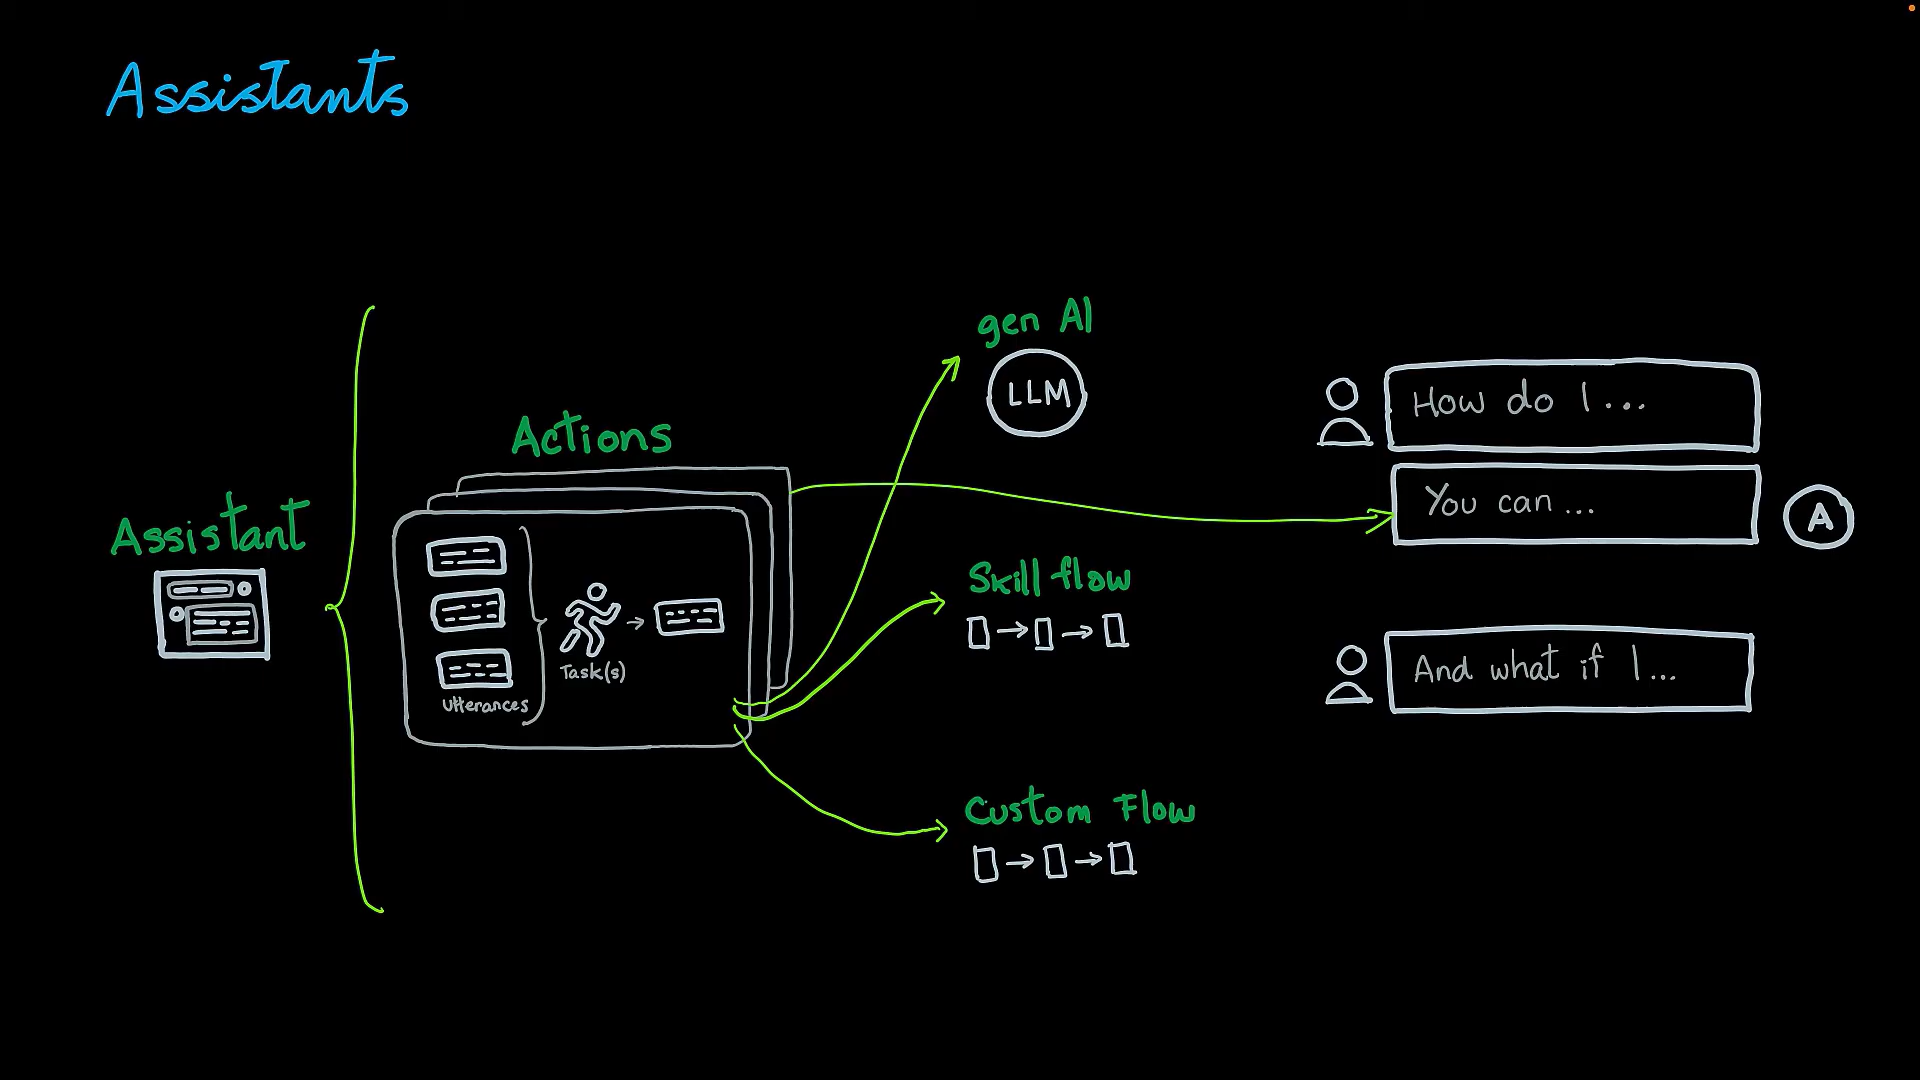 Assistants
Assistant
Actions
Utterances
Task(s)
gen AI
LLM
Skill flow
Custom Flow
How do I...
You can...
A
And what if I...